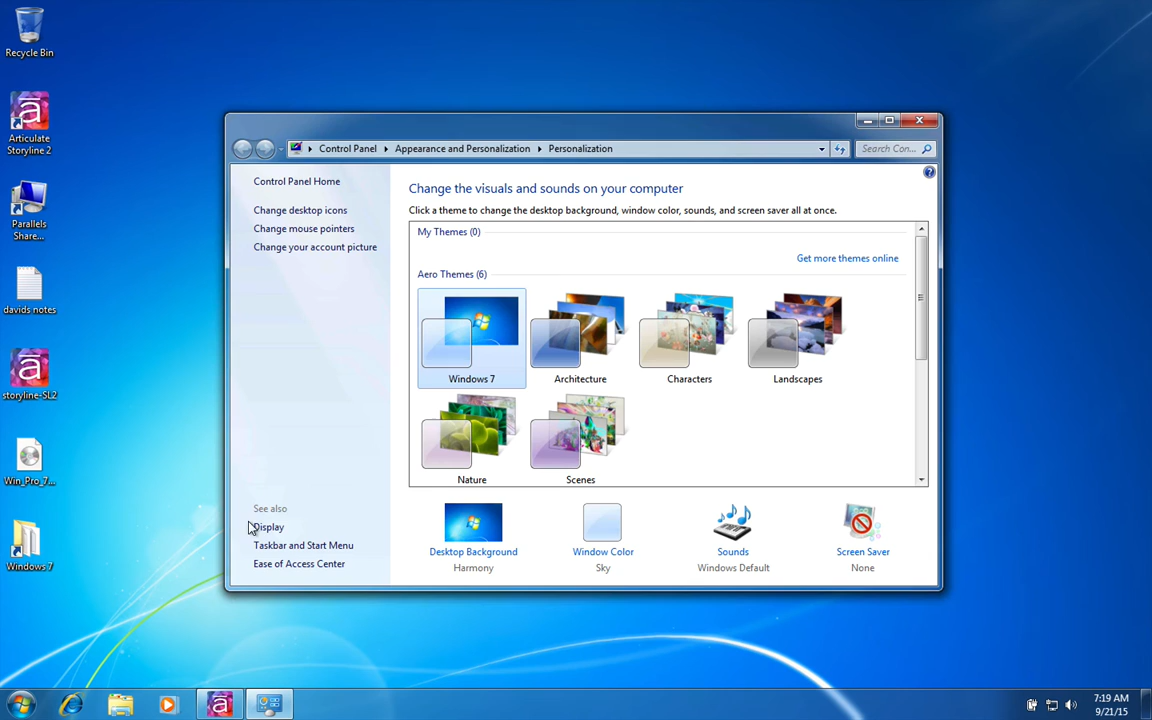 Recycle Bin
Articulate
Storyline 2
Parallels
Share...
davids notes
storyline-SL2
Win_Pro_7...
Windows 7
Control Panel
Appearance and Personalization
Personalization
Search Con...
Control Panel Home
Change desktop icons
Change mouse pointers
Change your account picture
See also
Display
Taskbar and Start Menu
Ease of Access Center
Change the visuals and sounds on your computer
Click a theme to change the desktop background, window color, sounds, and screen saver all at once.
My Themes (0)
Get more themes online
Aero Themes (6)
Windows 7
Architecture
Characters
Landscapes
Nature
Scenes
Desktop Background
Harmony
Window Color
Sky
Sounds
Windows Default
Screen Saver
None
7:19 AM
9/21/15